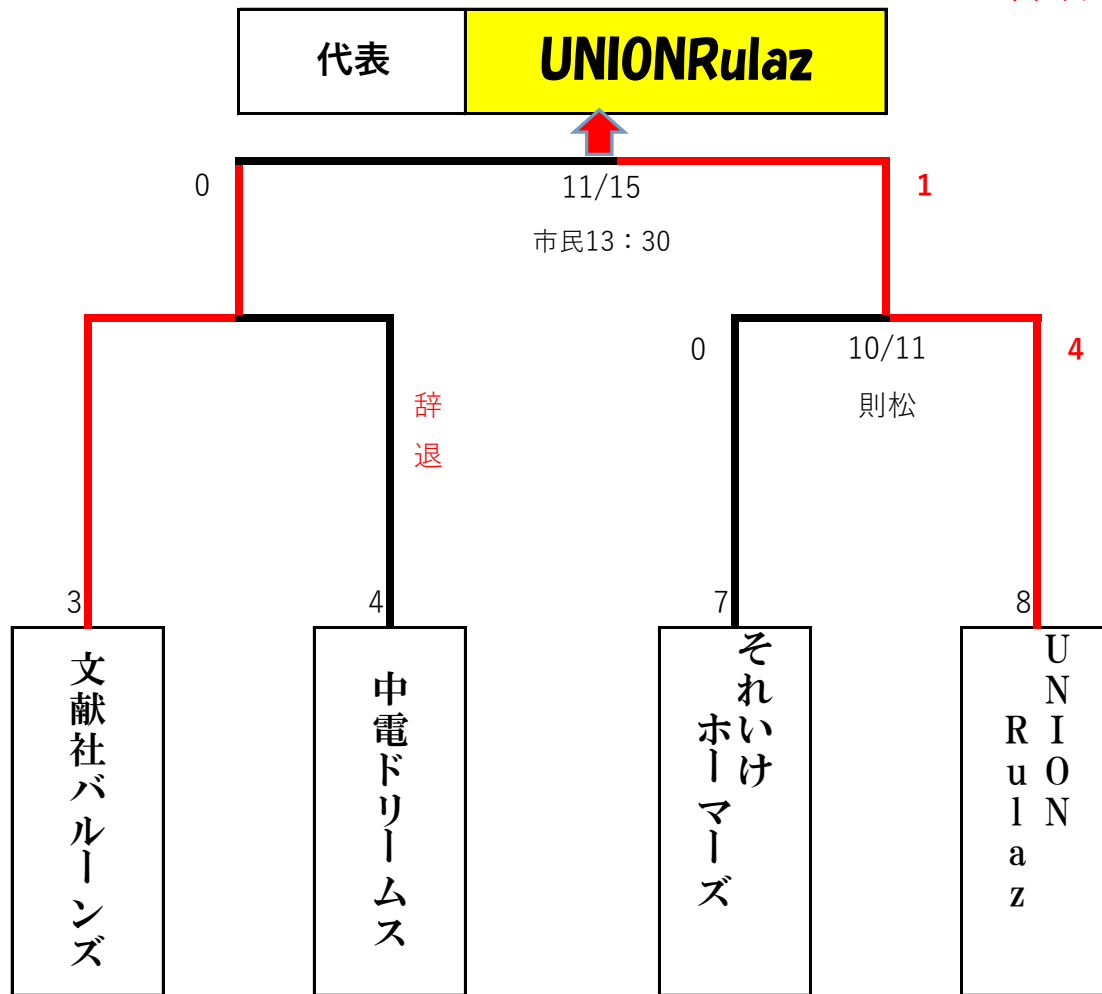 代表
UNIONRulaz
0
11/15
1
市民13：30
0
10/11
4
則松
辞
退
3
4
7
8
文献社バルーンズ
中電ドリームス
それいけ
ホーマーズ
UNION
Rulaz